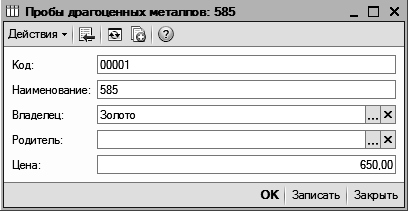 Пробы драгоценных металлов: 585
Действия
Код: 00001
Наименование: 585
Владелец: Золото ...
Родитель: ...
Цена: 650,00
OK Записать Закрыть